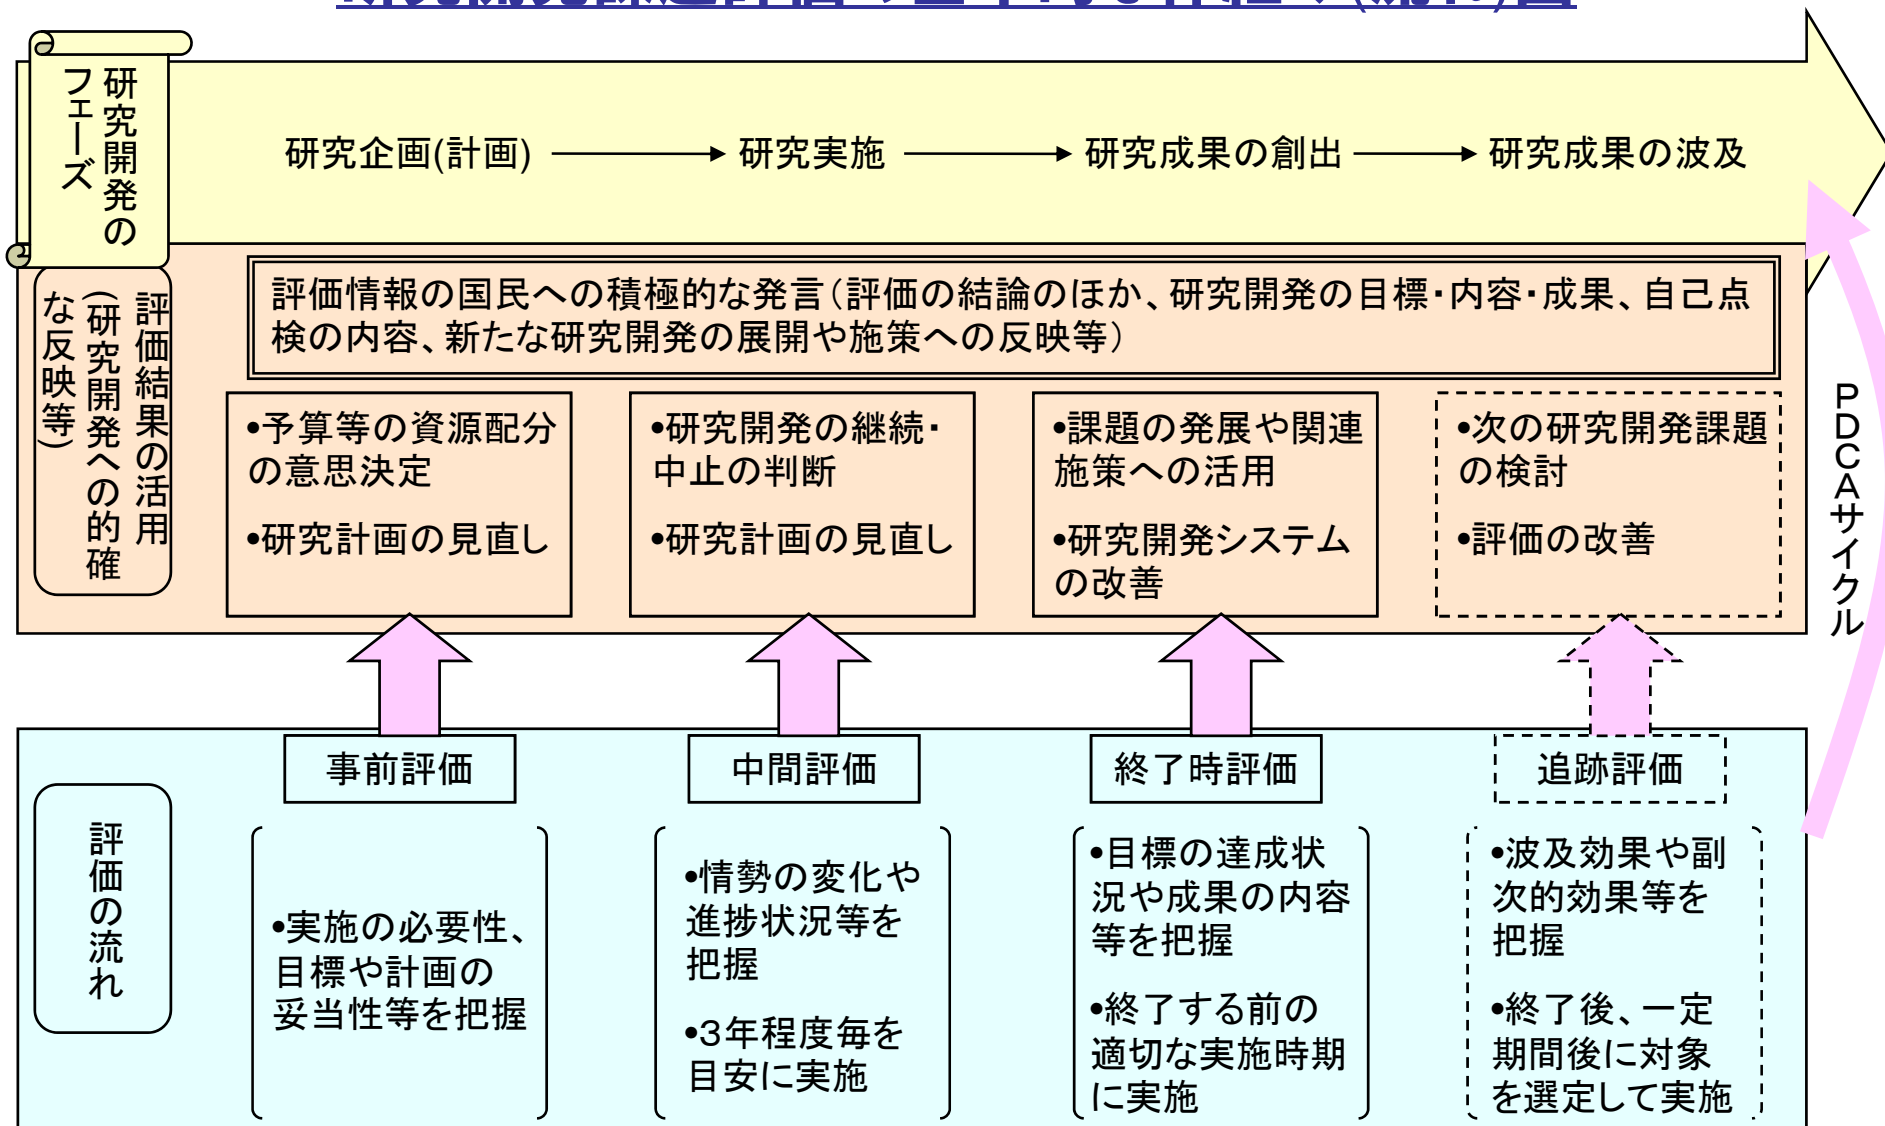 研究開発の
フェーズ
研究企画(計画)
研究実施
研究成果の創出
研究成果の波及
評価結果の活用
(研究開発への的確
な反映等)
評価情報の国民への積極的な発言(評価の結論のほか、研究開発の目標・内容・成果、自己点
検の内容、新たな研究開発の展開や施策への反映等)
•予算等の資源配分
の意思決定
•研究計画の見直し
•研究開発の継続・
中止の判断
•研究計画の見直し
•課題の発展や関連
施策への活用
•研究開発システム
の改善
•次の研究開発課題
の検討
•評価の改善
PDCAサイクル
評価の流れ
事前評価
•実施の必要性、
目標や計画の
妥当性等を把握
中間評価
•情勢の変化や
進捗状況等を
把握
•3年程度毎を
目安に実施
終了時評価
•目標の達成状
況や成果の内容
等を把握
•終了する前の
適切な実施時期
に実施
追跡評価
•波及効果や副
次的効果等を
把握
•終了後、一定
期間後に対象
を選定して実施